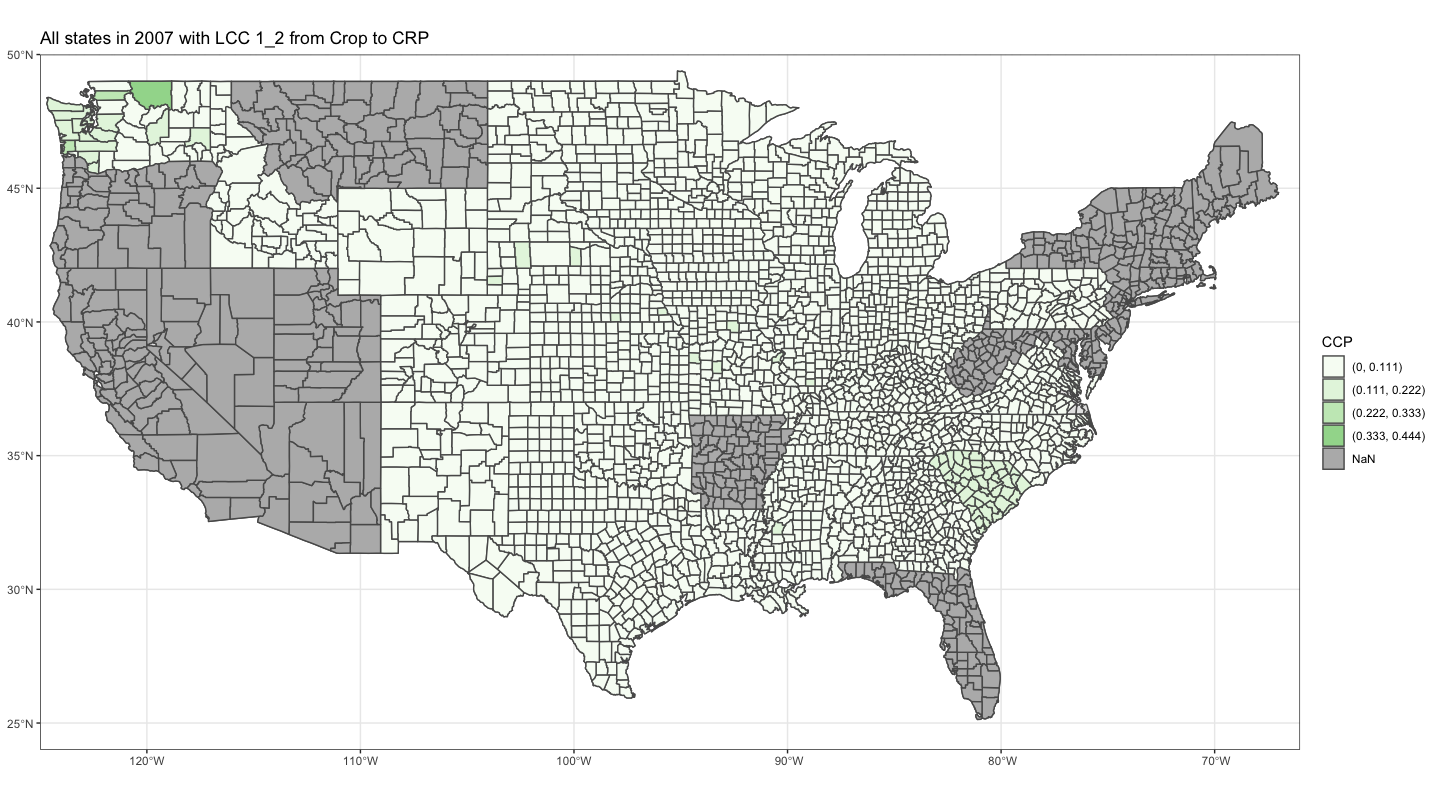 All states in 2007 with LCC 1_2 from Crop to CRP
50°N
45°N
40°N
35°N
30°N
25°N
120°W
110°W
100°W
90°W
80°W
70°W
CCP
(0, 0.111)
(0.111, 0.222)
(0.222, 0.333)
(0.333, 0.444)
NaN